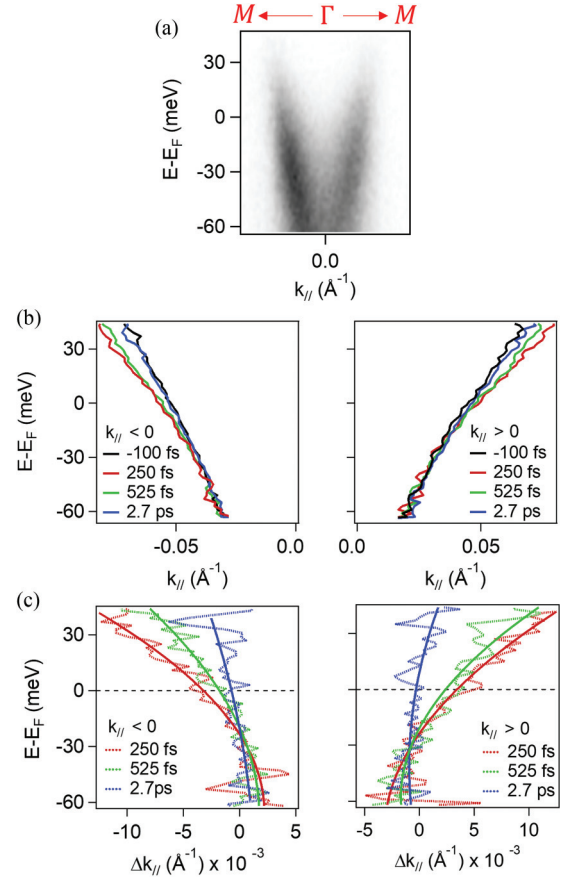 M ← Γ → M
(a)
30
0
-30
-60
E-E_F (meV)
0.0
k_// (Å⁻¹)
(b)
30
0
-30
-60
E-E_F (meV)
k_// < 0
-100 fs
250 fs
525 fs
2.7 ps
-0.05
0.0
k_// (Å⁻¹)
k_// > 0
-100 fs
250 fs
525 fs
2.7 ps
0.0
0.05
k_// (Å⁻¹)
(c)
30
0
-30
-60
E-E_F (meV)
k_// < 0
250 fs
525 fs
2.7ps
-10
-5
0
5
Δk_// (Å⁻¹) x 10⁻³
k_// > 0
250 fs
525 fs
2.7 ps
-5
0
5
10
Δk_// (Å⁻¹) x 10⁻³